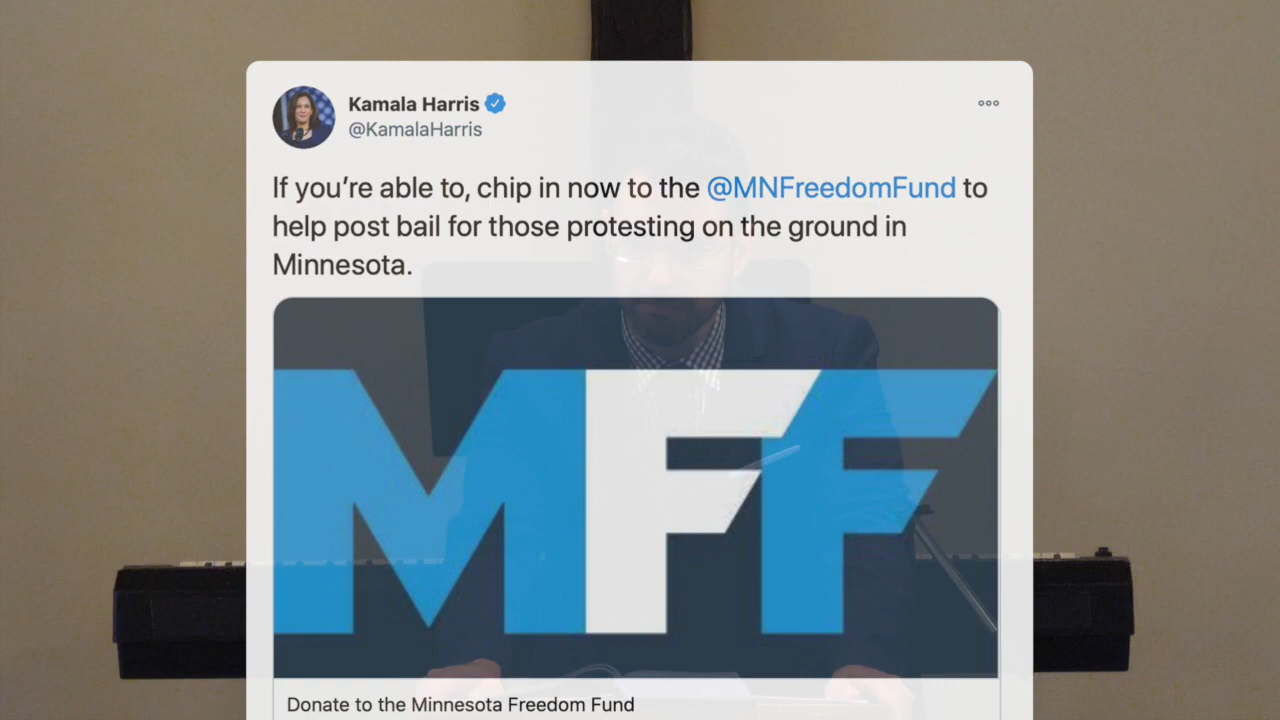 Kamala Harris
@KamalaHarris
If you’re able to, chip in now to the @MNFreedomFund to
help post bail for those protesting on the ground in
Minnesota.
MFF
Donate to the Minnesota Freedom Fund